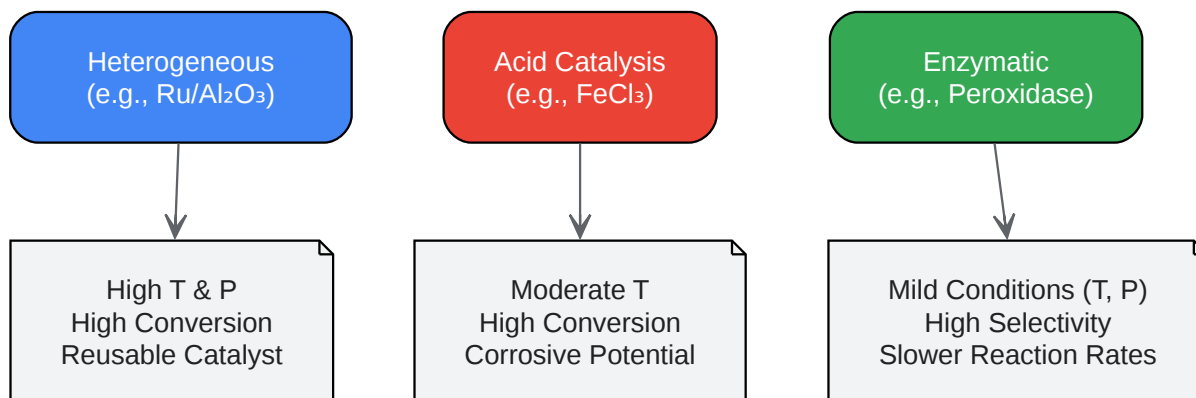 Heterogeneous
(e.g., Ru/Al₂O₃)
Acid Catalysis
(e.g., FeCl₃)
Enzymatic
(e.g., Peroxidase)
High T & P
High Conversion
Reusable Catalyst
Moderate T
High Conversion
Corrosive Potential
Mild Conditions (T, P)
High Selectivity
Slower Reaction Rates